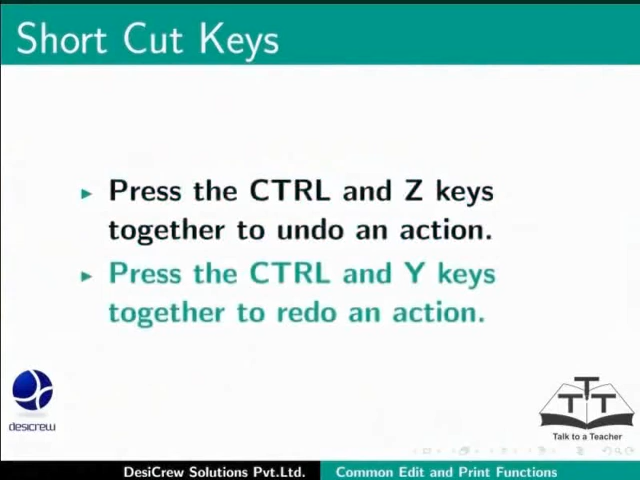 Short Cut Keys
Press the CTRL and Z keys
together to undo an action.
Press the CTRL and Y keys
together to redo an action.
desicrew
TTT
Talk to a Teacher
DesiCrew Solutions Pvt.Ltd.
Common Edit and Print Functions